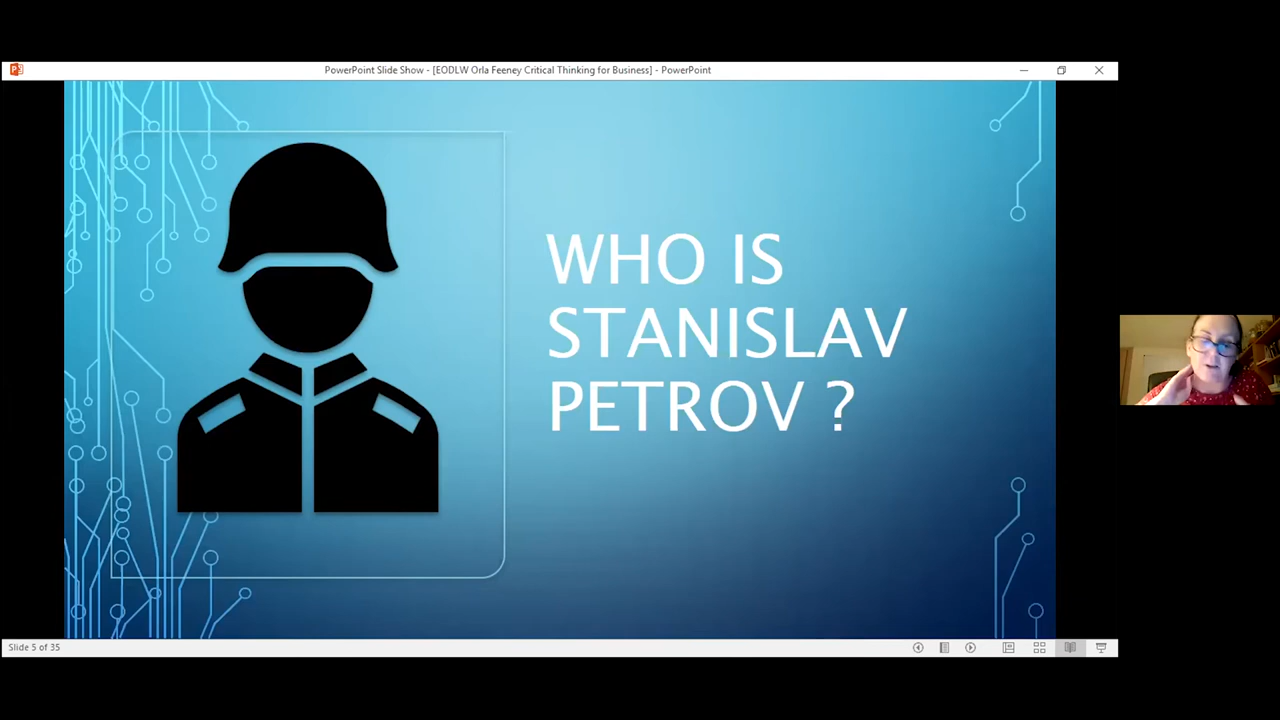 PowerPoint Slide Show - [EODLW Orla Feeney Critical Thinking for Business] - PowerPoint
WHO IS
STANISLAV
PETROV ?
Slide 5 of 35